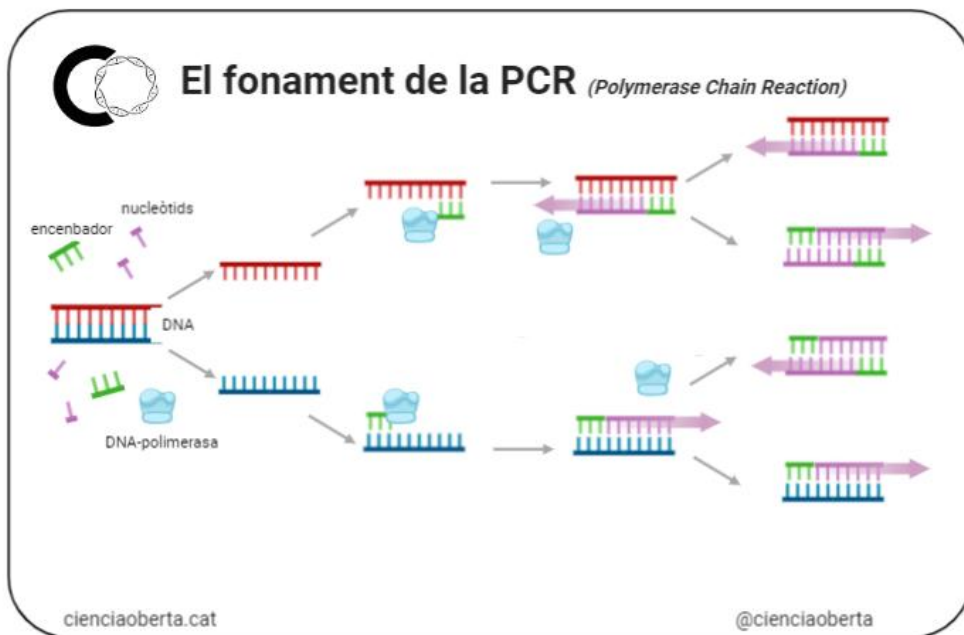 El fonament de la PCR (Polymerase Chain Reaction)
nucleòtids
encenbador
DNA
DNA-polimerasa
cienciaoberta.cat
@cienciaoberta